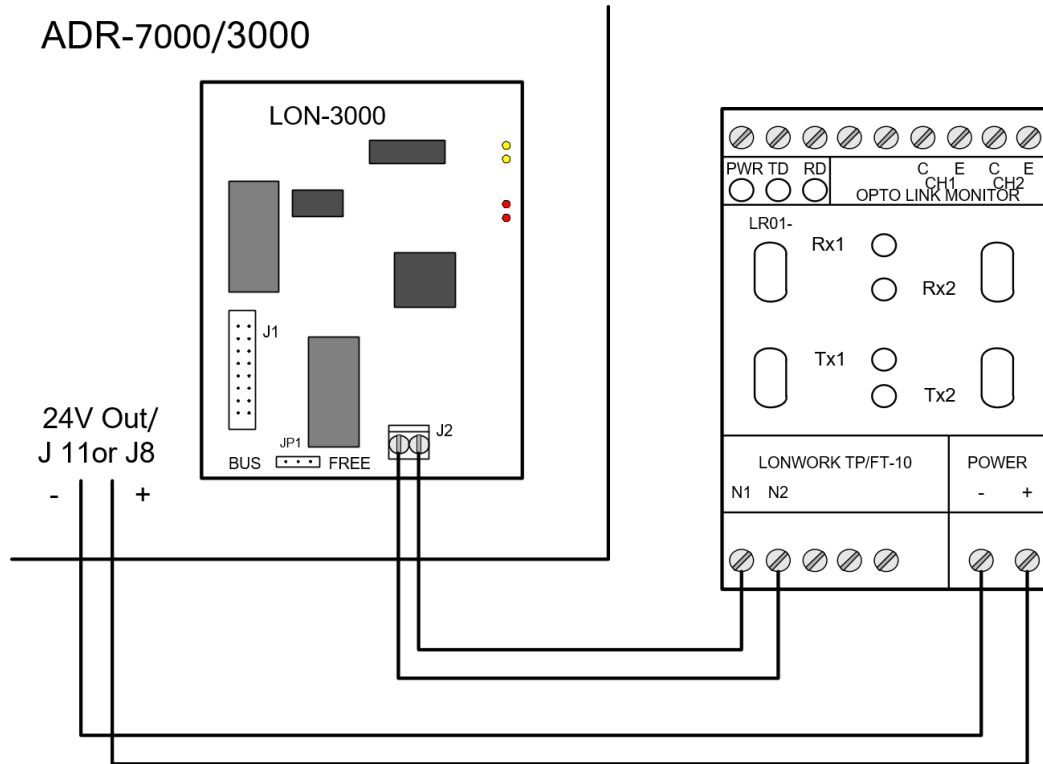 ADR-7000/3000
LON-3000
J1
JP1
BUS
FREE
J2
24V Out/
J 11or J8
- +
PWR TD RD
C E C E
CH1 CH2
OPTO LINK MONITOR
LR01-
Rx1
Rx2
Tx1
Tx2
LONWORK TP/FT-10
POWER
N1 N2
- +